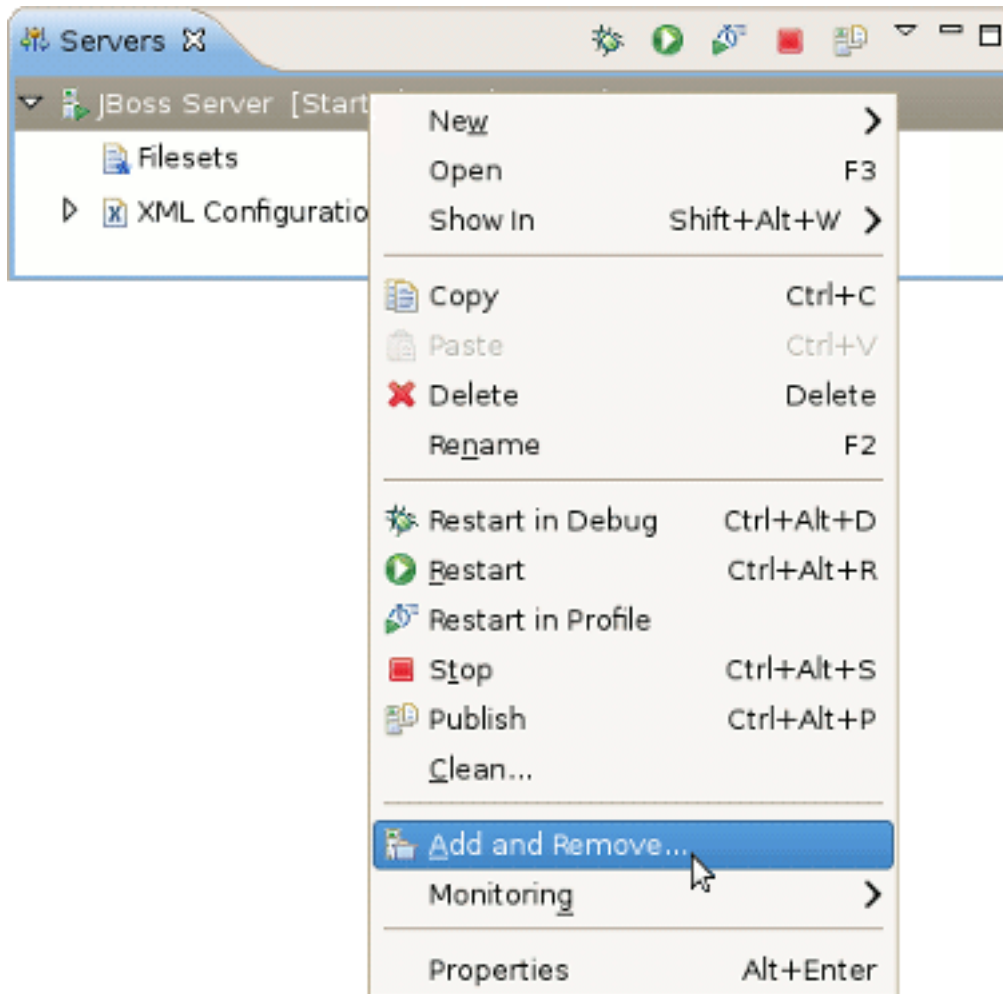 Servers
JBoss Server [Start
Filesets
XML Configuratio
New
Open F3
Show In Shift+Alt+W
Copy Ctrl+C
Paste Ctrl+V
Delete Delete
Rename F2
Restart in Debug Ctrl+Alt+D
Restart Ctrl+Alt+R
Restart in Profile
Stop Ctrl+Alt+S
Publish Ctrl+Alt+P
Clean...
Add and Remove...
Monitoring
Properties Alt+Enter